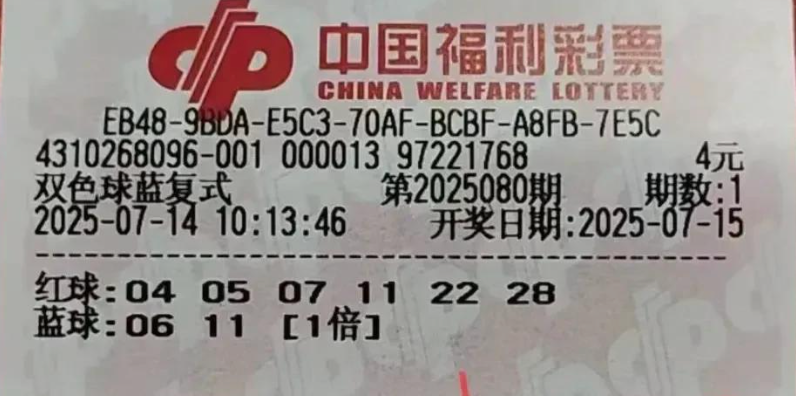 中国福利彩票
CHINA WELFARE LOTTERY
EB48-9BDA-E5C3-70AF-BCBF-A8FB-7E5C
4310268096-001 000013 97221768 4元
双色球蓝复式 第2025080期 期数:1
2025-07-14 10:13:46 开奖日期:2025-07-15
红球:04 05 07 11 22 28
蓝球:06 11 [1倍]